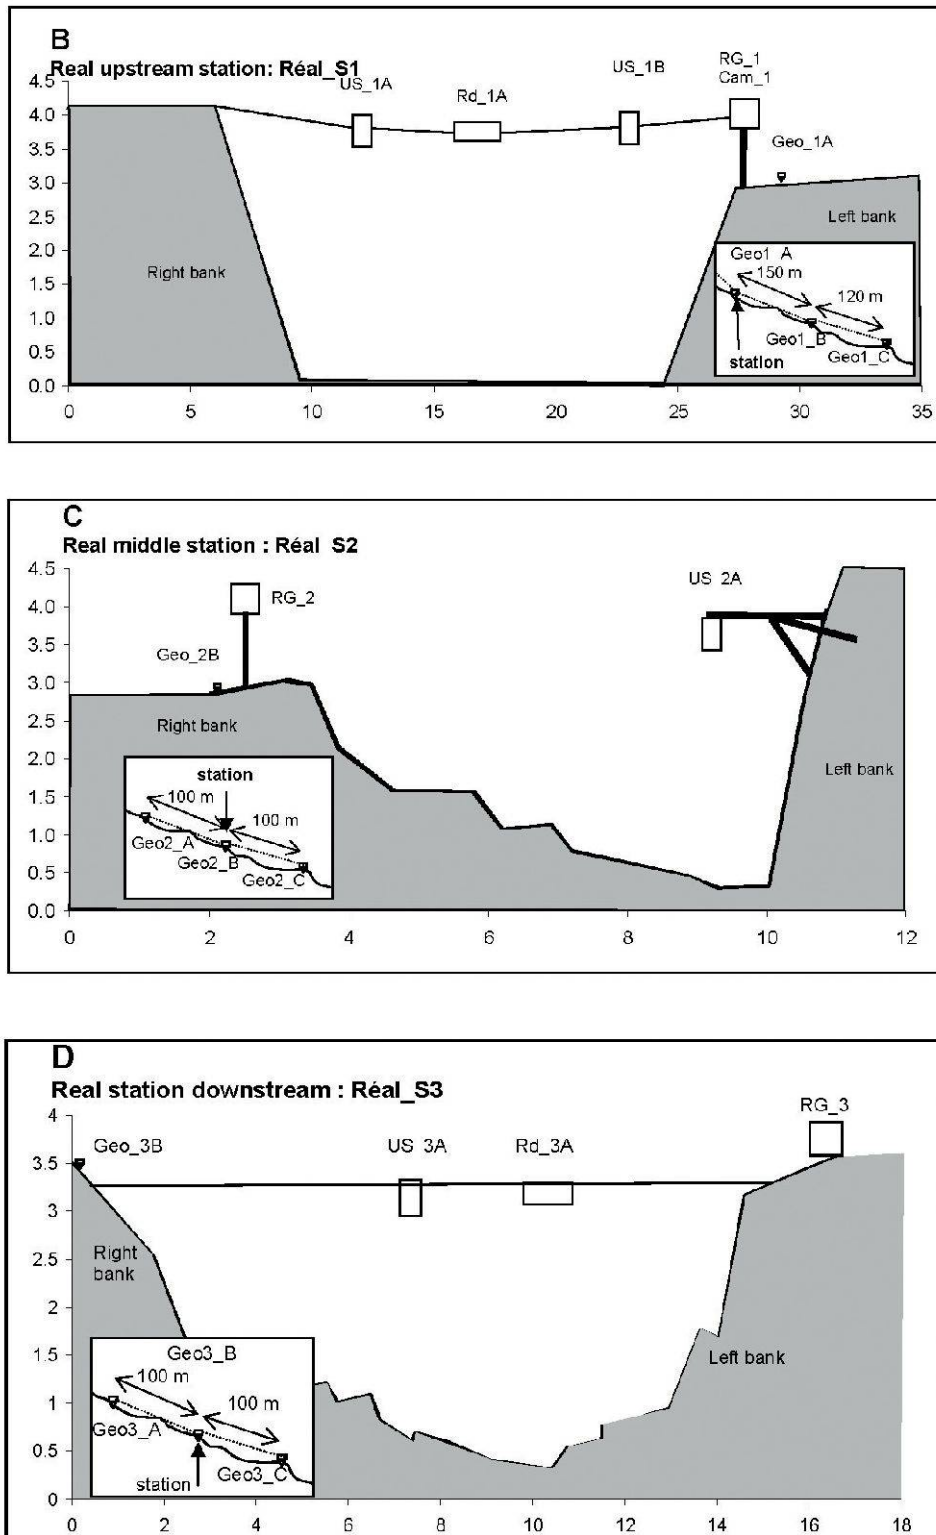 B
Real upstream station: Réal_S1
US_1A
Rd_1A
US_1B
RG_1
Cam_1
Geo_1A
4.5
4.0
3.5
3.0
2.5
2.0
1.5
1.0
0.5
0.0
Right bank
Left bank
Geo1_A
150 m
120 m
Geo1_B
Geo1_C
station
0 5 10 15 20 25 30 35
C
Real middle station : Réal S2
4.5
4.0
3.5
3.0
2.5
2.0
1.5
1.0
0.5
0.0
RG_2
US_2A
Geo_2B
Right bank
Left bank
station
100 m
100 m
Geo2_A
Geo2_B
Geo2_C
0 2 4 6 8 10 12
D
Real station downstream : Réal_S3
RG_3
4
3.5
3
2.5
2
1.5
1
0.5
0
Geo_3B
US_3A
Rd_3A
Right
bank
Left bank
Geo3_B
100 m
100 m
Geo3_A
Geo3_C
station
0 2 4 6 8 10 12 14 16 18